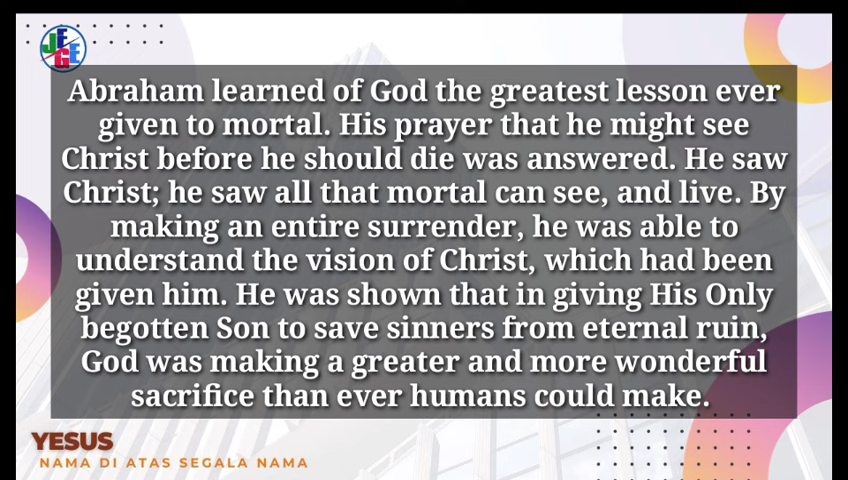 JEGE
Abraham learned of God the greatest lesson ever
given to mortal. His prayer that he might see
Christ before he should die was answered. He saw
Christ; he saw all that mortal can see, and live. By
making an entire surrender, he was able to
understand the vision of Christ, which had been
given him. He was shown that in giving His Only
begotten Son to save sinners from eternal ruin,
God was making a greater and more wonderful
sacrifice than ever humans could make.
YESUS
NAMA DI ATAS SEGALA NAMA